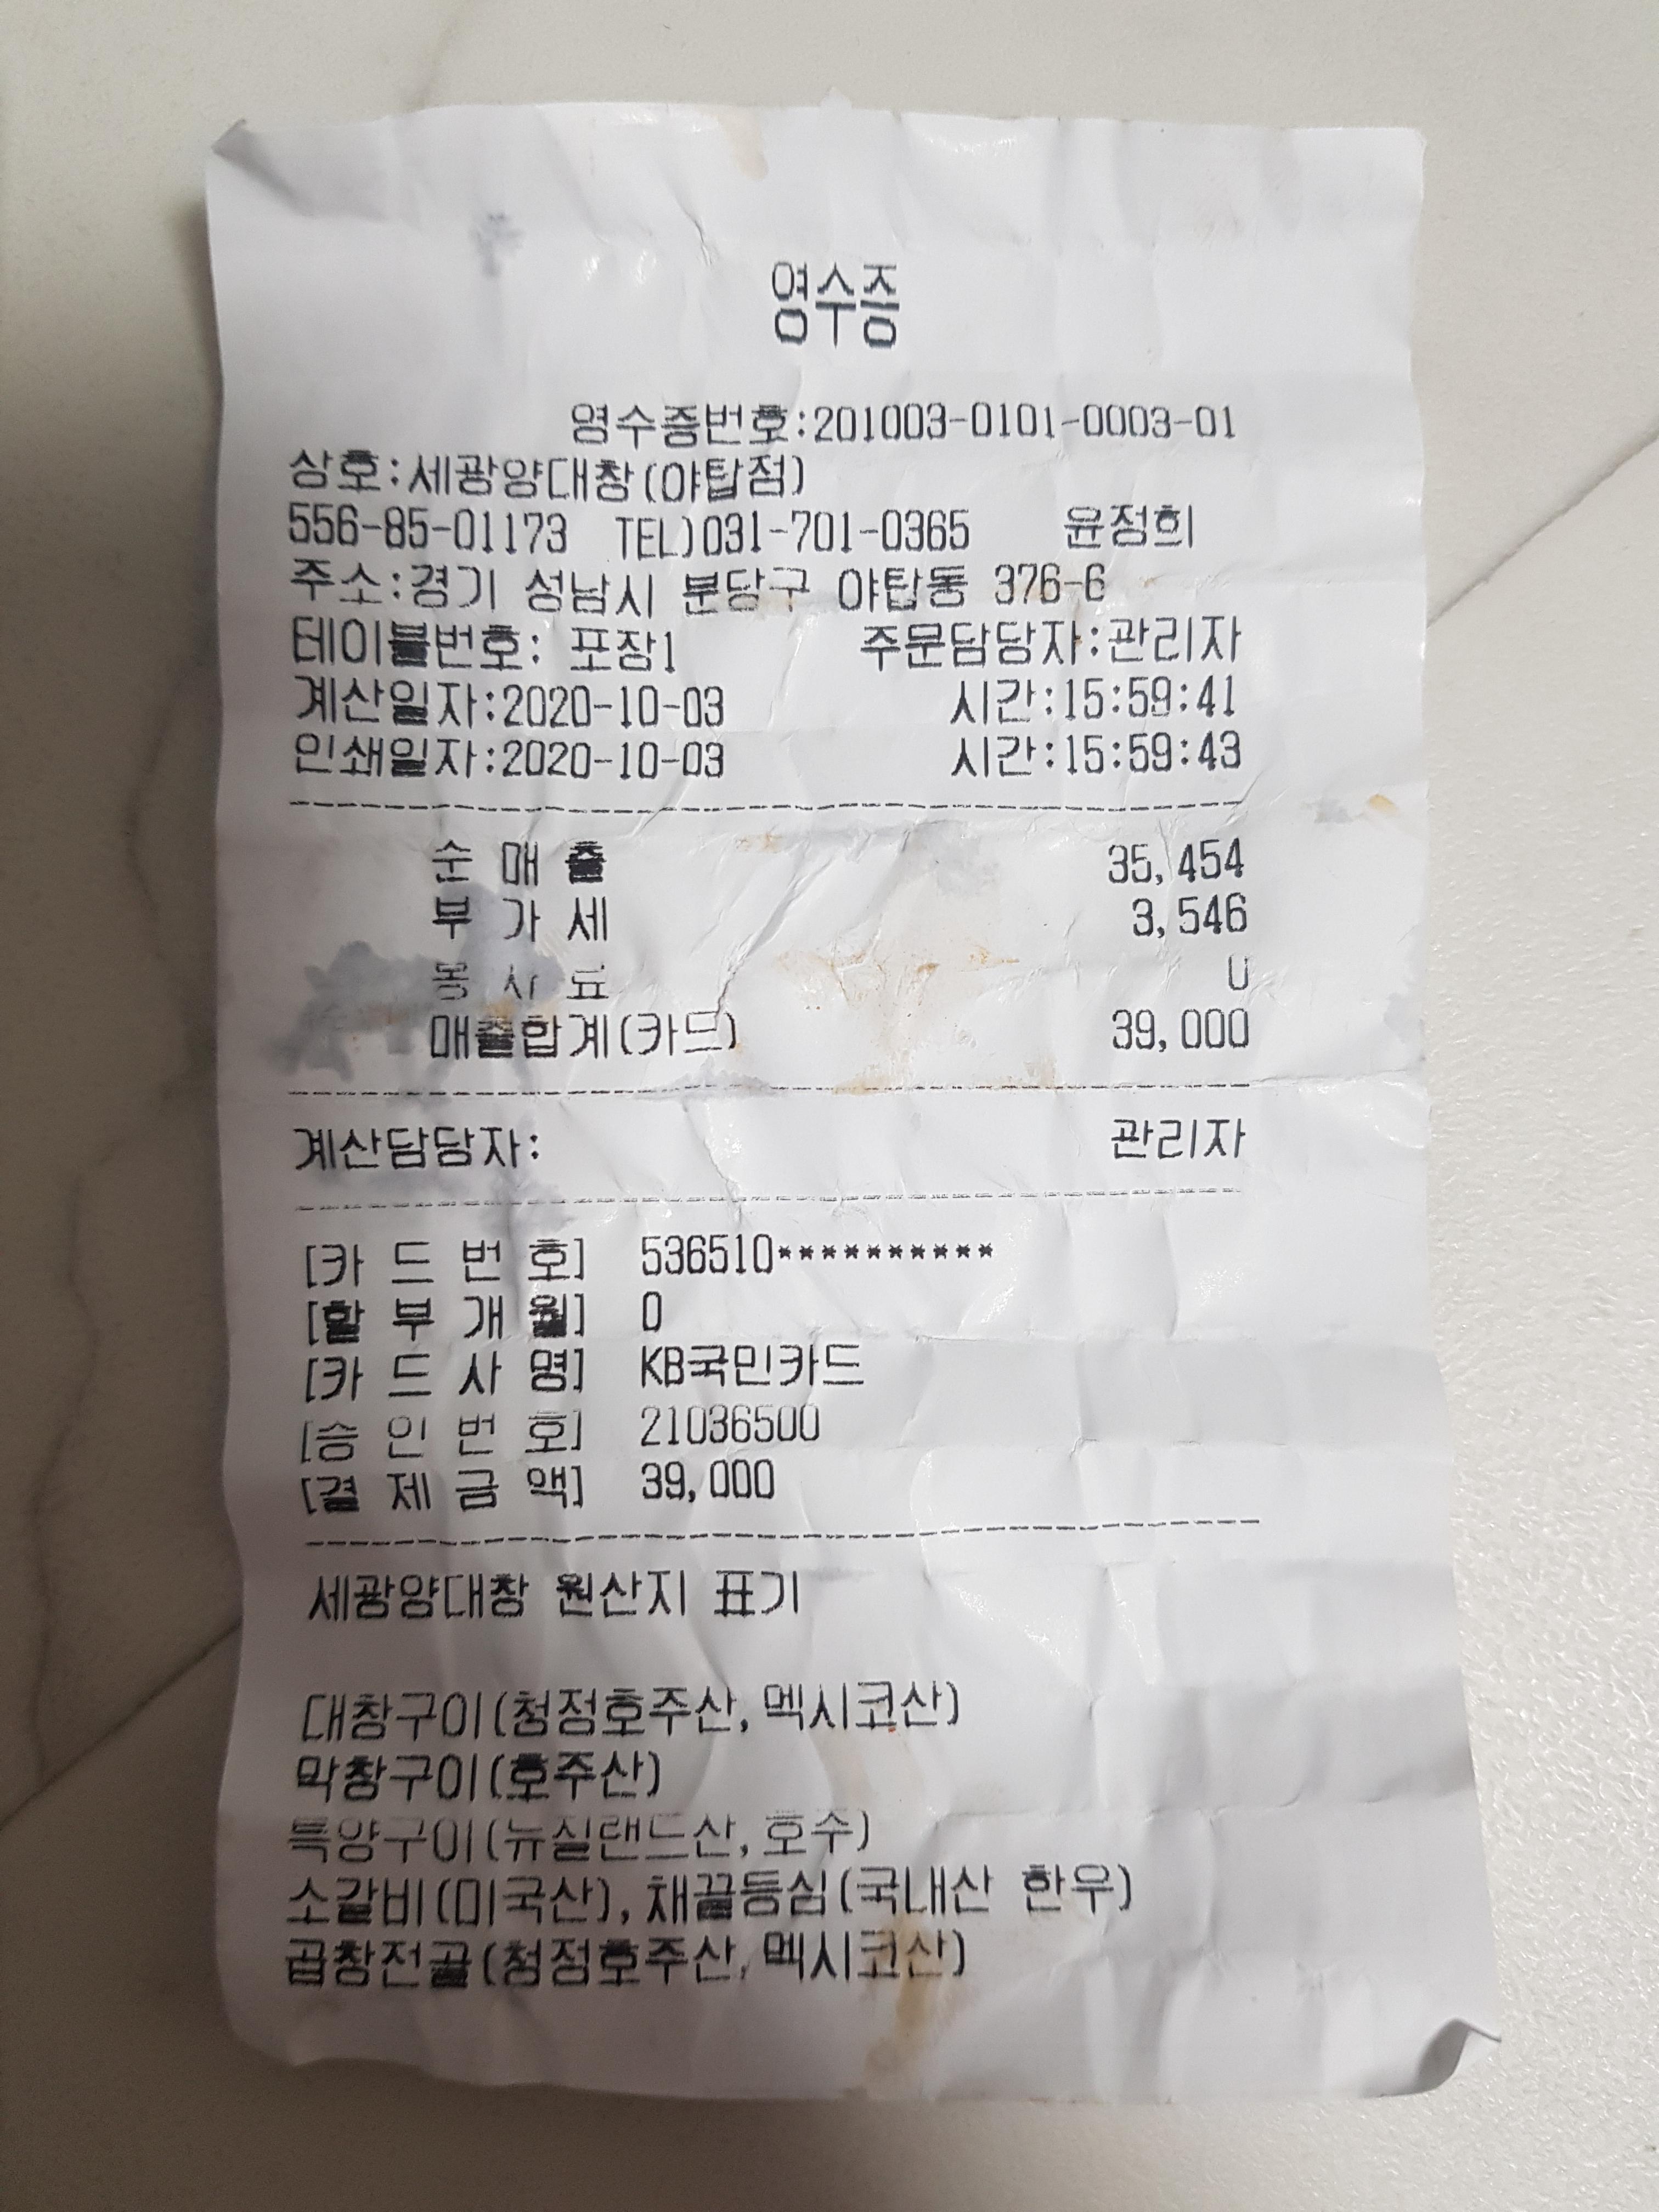 영수증
영수증번호:201003-0101-0003-01
상호:세광양대창(야탑점)
556-85-01173 TEL)031-701-0365 윤정희
주소:경기 성남시 분당구 야탑동 376-6
테이블번호: 포장1 주문담당자:관리자
계산일자:2020-10-03 시간:15:59:41
인쇄일자:2020-10-03 시간:15:59:43
순 매 출 35,454
부 가 세 3,546
봉 사 료 0
매출합계(카드) 39,000
계산담당자: 관리자
[카 드 번 호] 536510**********
[할 부 개 월] 0
[카 드 사 명] KB국민카드
[승 인 번 호] 21036500
[결 제 금 액] 39,000
세광양대창 원산지 표기
대창구이(청정호주산, 멕시코산)
막창구이(호주산)
특양구이(뉴질랜드산, 호주)
소갈비(미국산), 채끝등심(국내산 한우)
곱창전골(청정호주산, 멕시코산)